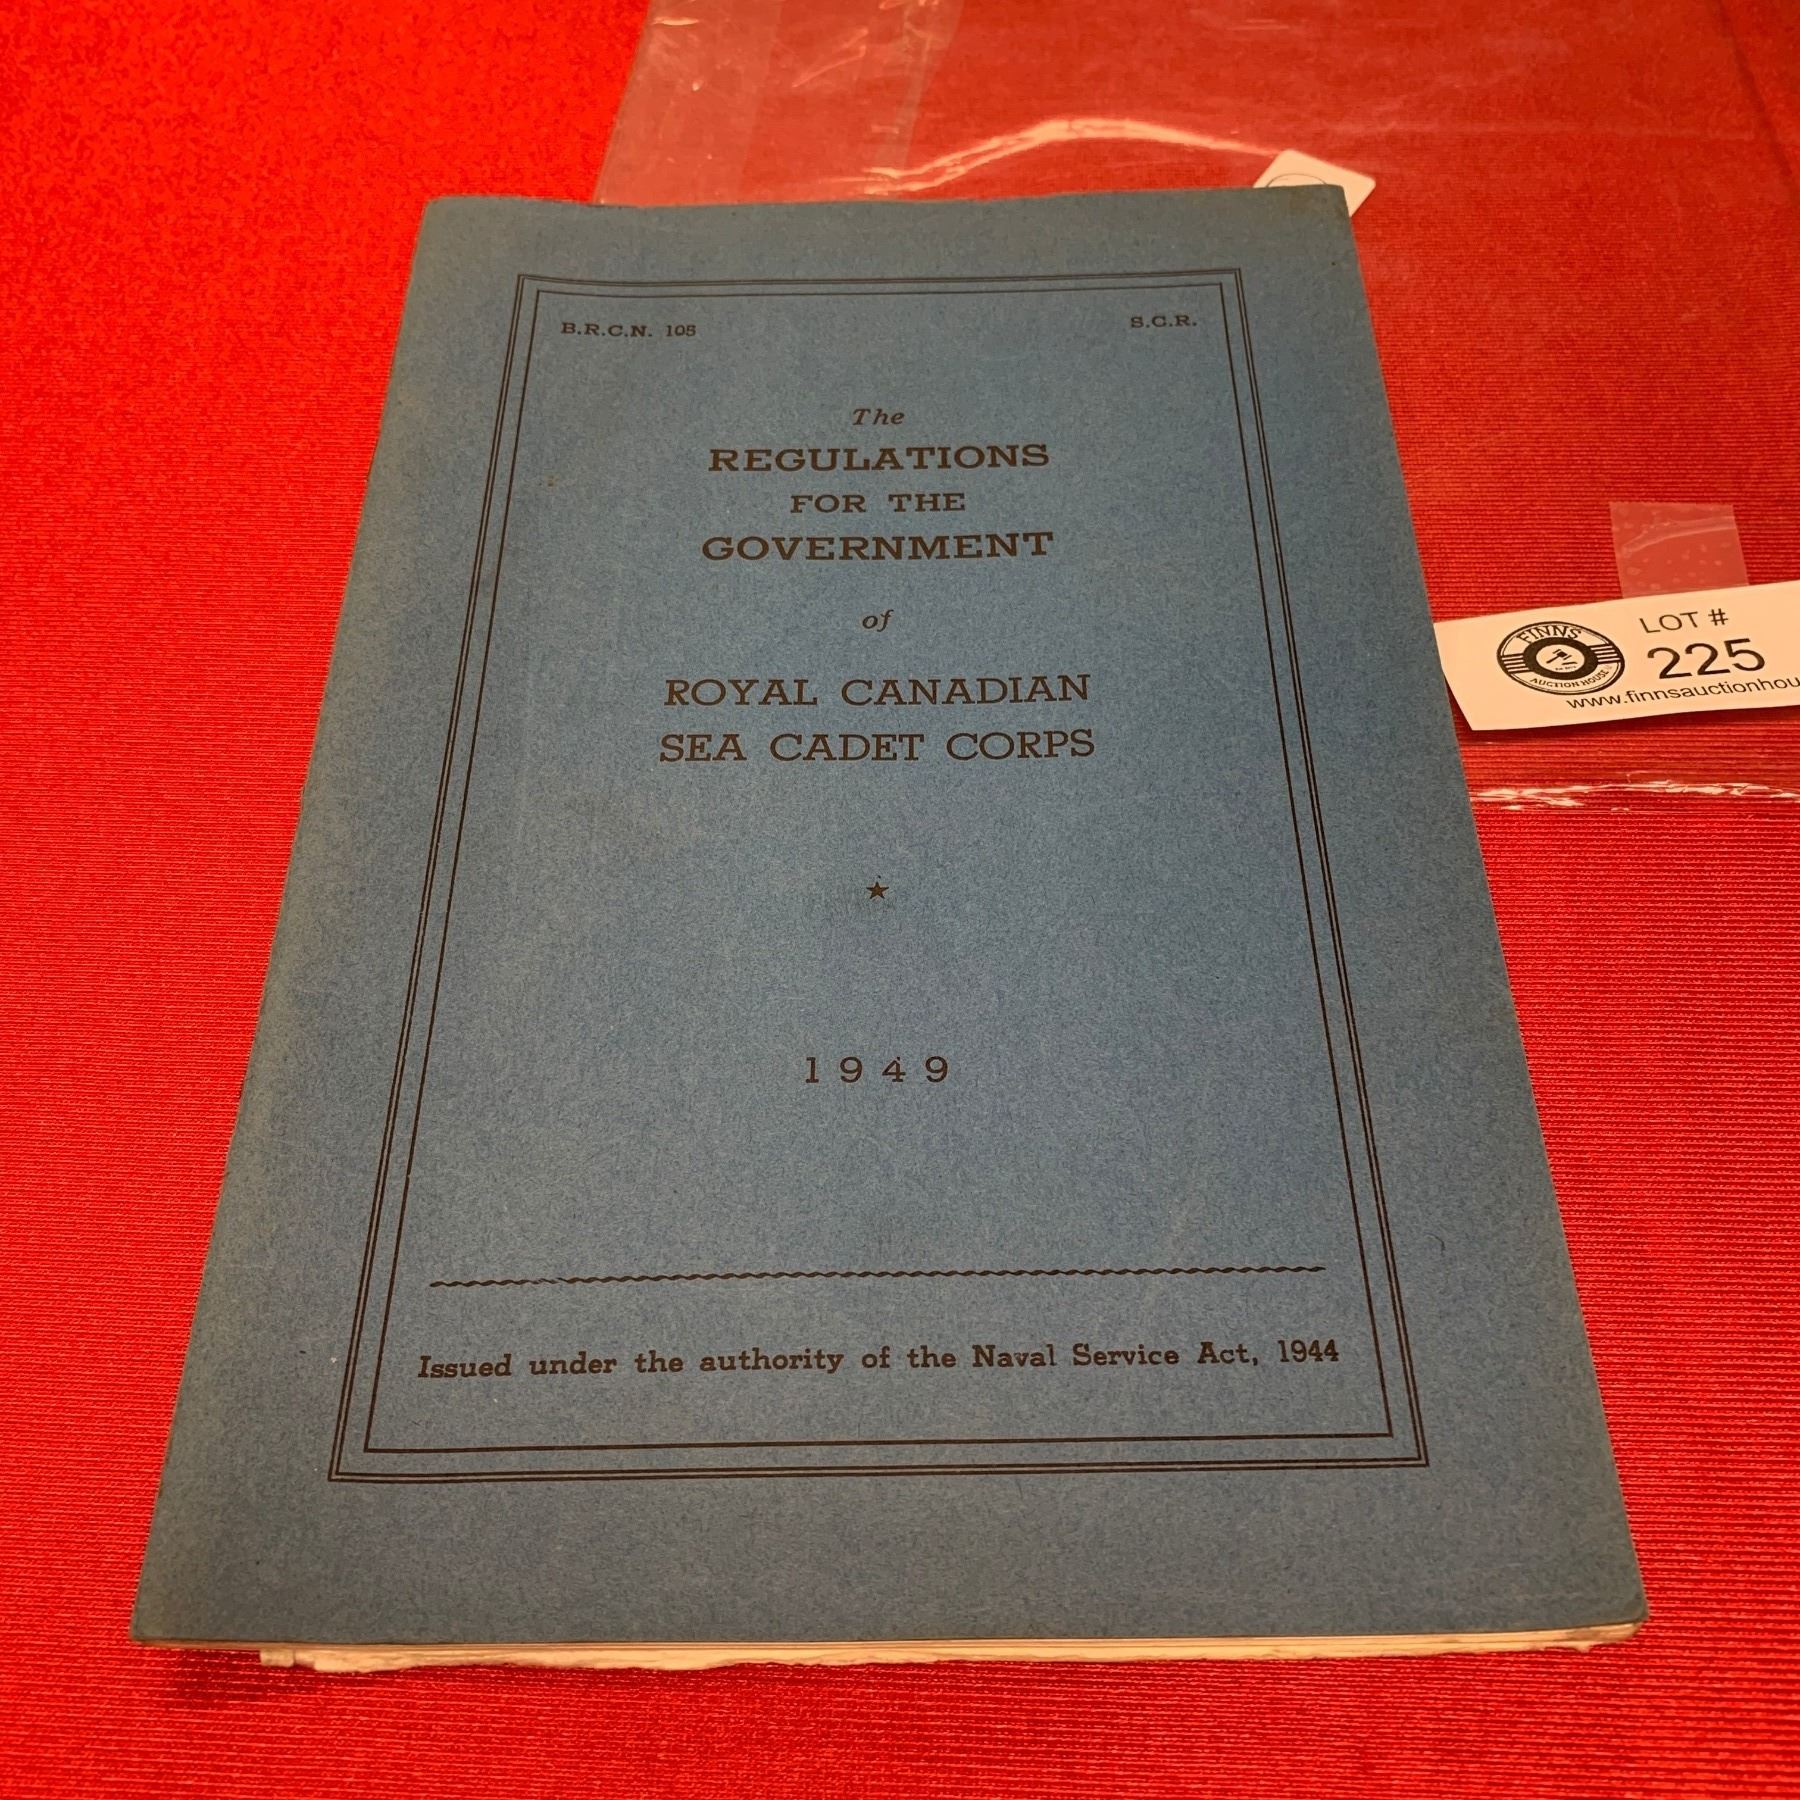 B.R.C.N. 105 S.C.R.
The
REGULATIONS
FOR THE
GOVERNMENT
of
ROYAL CANADIAN
SEA CADET CORPS
1949
Issued under the authority of the Naval Service Act, 1944
FINNS
AUCTION HOUSE
LOT #
225
www.finnsauctionhou